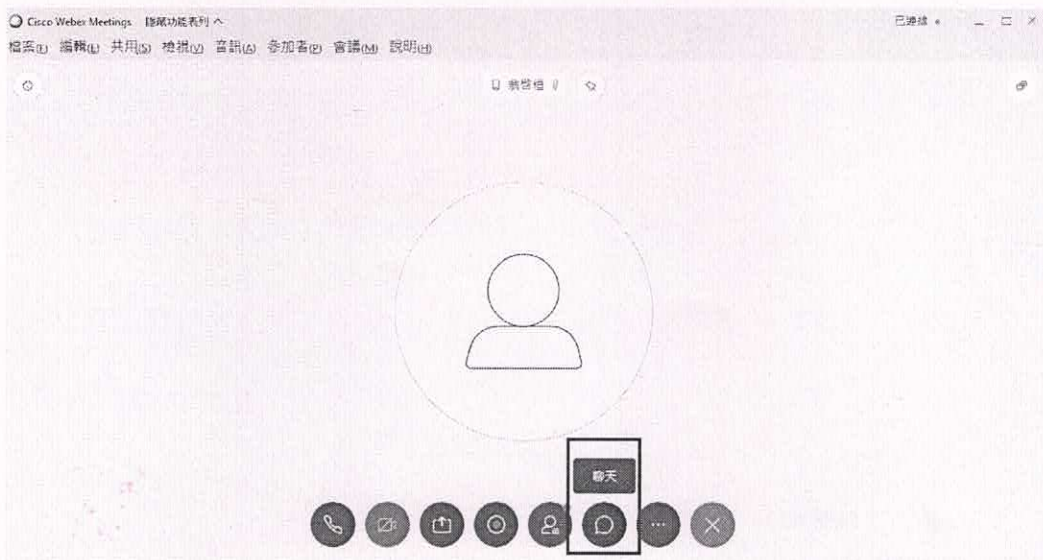 Cisco Webex Meetings 隱藏功能表列 ^
已連線
檔案(F) 編輯(E) 共用(S) 檢視(V) 音訊(A) 參加者(P) 會議(M) 說明(H)
聊天